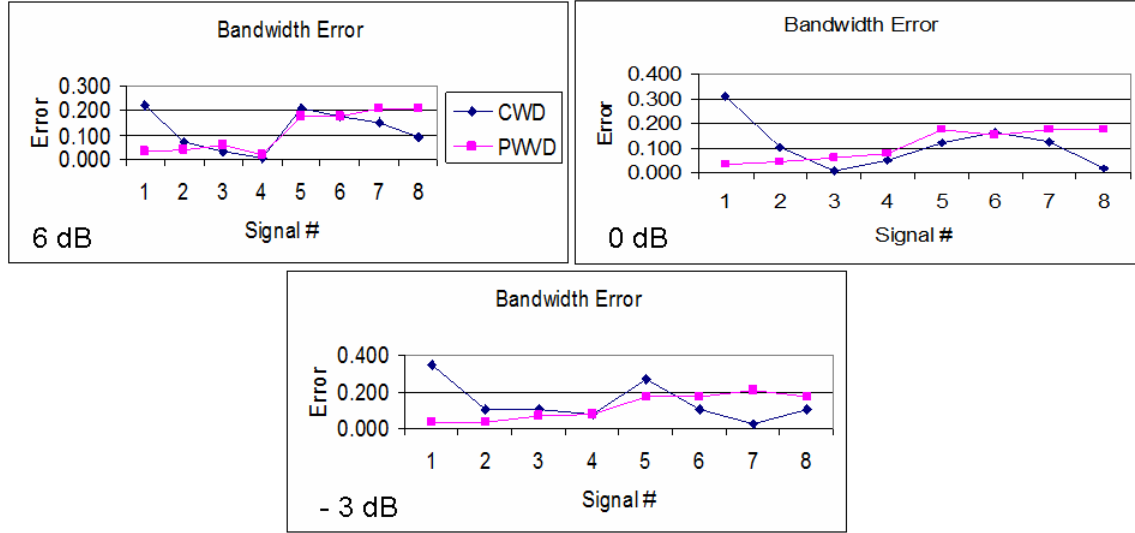 Bandwidth Error
Error
0.300
0.200
0.100
0.000
1 2 3 4 5 6 7 8
Signal #
CWD
PWVD
6 dB
Bandwidth Error
Error
0.400
0.300
0.200
0.100
0.000
1 2 3 4 5 6 7 8
Signal #
0 dB
Bandwidth Error
Error
0.400
0.200
0.000
1 2 3 4 5 6 7 8
Signal #
- 3 dB